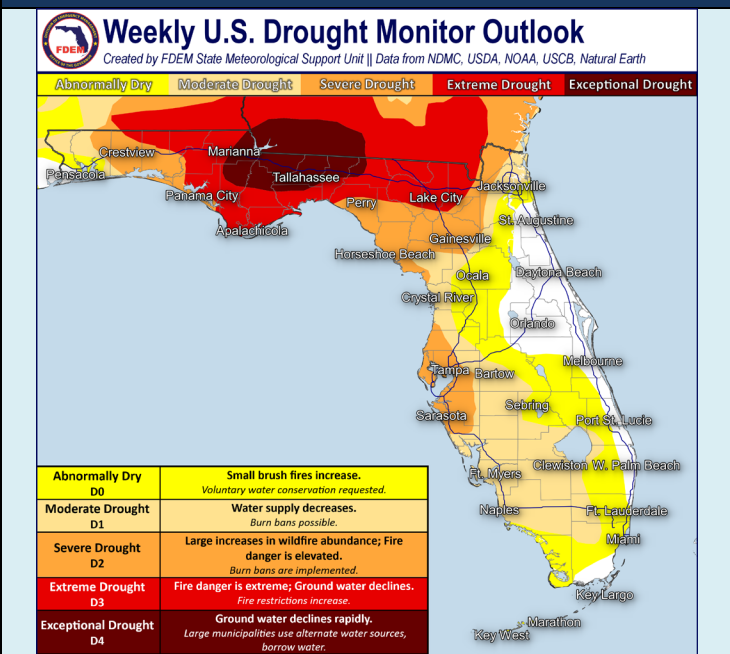 Weekly U.S. Drought Monitor Outlook
FDEM
Created by FDEM State Meteorological Support Unit || Data from NDMC, USDA, NOAA, USCB, Natural Earth
Abnormally Dry Moderate Drought Severe Drought Extreme Drought Exceptional Drought
Crestview
Marianna
Pensacola
Tallahassee
Jacksonville
Panama City
Perry
Lake City
Apalachicola
St. Augustine
Gainesville
Horseshoe Beach
Ocala
Daytona Beach
Crystal River
Orlando
Melbourne
Tampa
Bartow
Sebring
Sarasota
Port St. Lucie
Clewiston
W. Palm Beach
Ft. Myers
Naples
Ft. Lauderdale
Miami
Key Largo
Marathon
Key West
Abnormally Dry
D0
Small brush fires increase.
Voluntary water conservation requested.
Moderate Drought
D1
Water supply decreases.
Burn bans possible.
Severe Drought
D2
Large increases in wildfire abundance; Fire
danger is elevated.
Burn bans are implemented.
Extreme Drought
D3
Fire danger is extreme; Ground water declines.
Fire restrictions increase.
Exceptional Drought
D4
Ground water declines rapidly.
Large municipalities use alternate water sources,
borrow water.